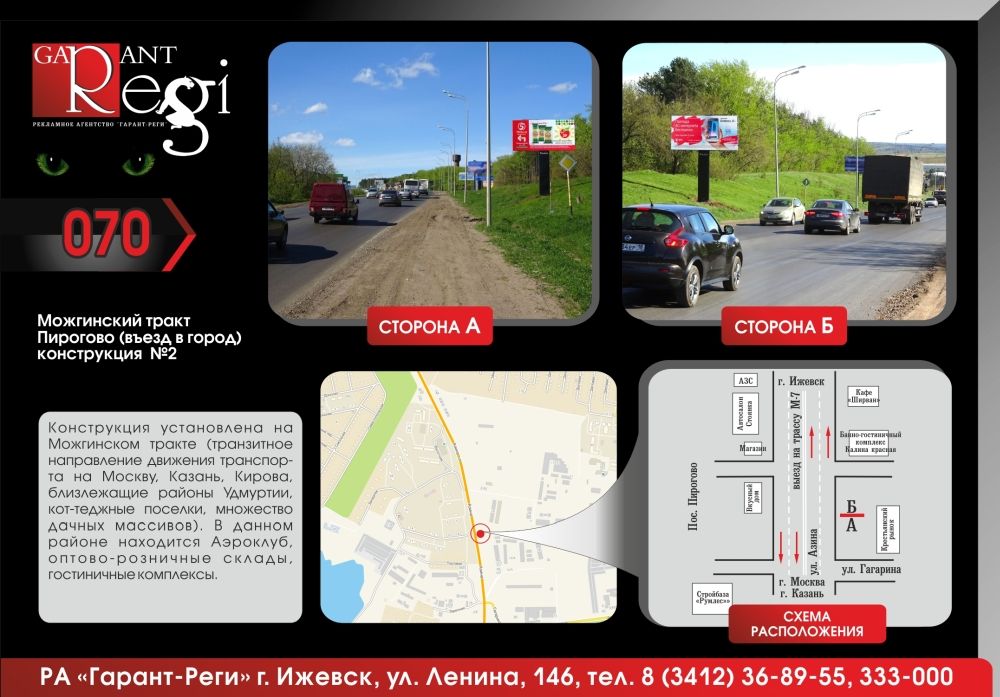 GARANT
Regi
РЕКЛАМНОЕ АГЕНТСТВО "ГАРАНТ-РЕГИ"
070
Можгинский тракт
Пирогово (въезд в город)
конструкция №2
СТОРОНА А
СТОРОНА Б
Конструкция установлена на
Можгинском тракте (транзитное
направление движения транспор-
та на Москву, Казань, Кирова,
близлежащие районы Удмуртии,
кот-теджные поселки, множество
дачных массивов). В данном
районе находится Аэроклуб,
оптово-розничные склады,
гостиничные комплексы.
АЗС
г. Ижевск
Автосалон
Стоянка
Кафе
«Ширван»
выезд на трассу М-7
Магазин
Банно-гостиничный
комплекс
Калина красная
Пос. Пирогово
Вкусный
дом
Б
А
Крестьянский
рынок
ул. Азина
ул. Гагарина
г. Москва
г. Казань
Стройбаза
«Румлес»
СХЕМА
РАСПОЛОЖЕНИЯ
РА «Гарант-Реги» г. Ижевск, ул. Ленина, 146, тел. 8 (3412) 36-89-55, 333-000